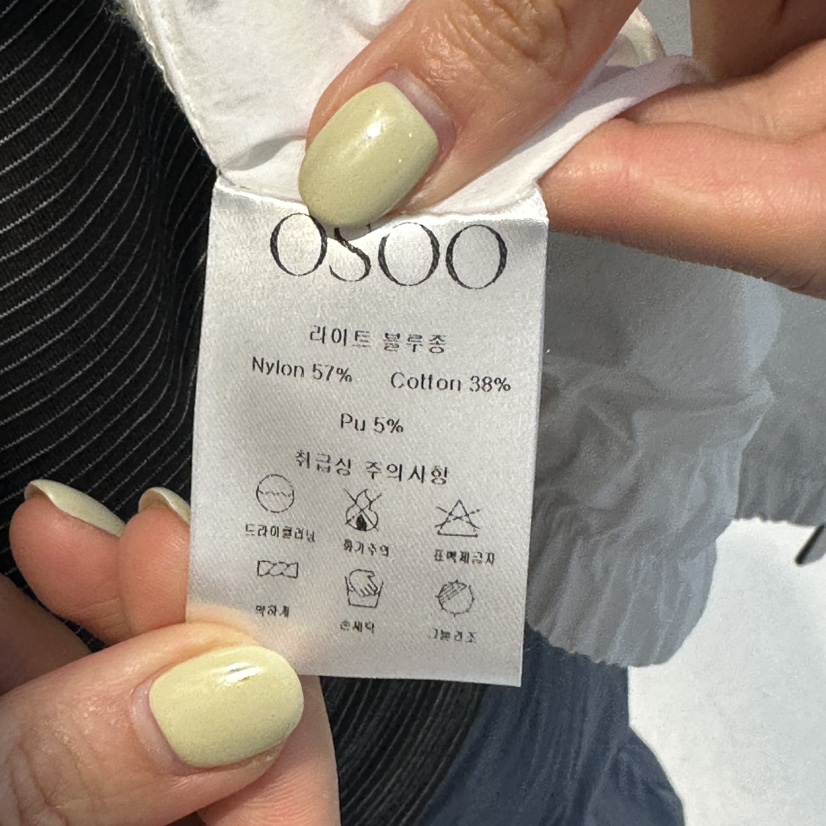 OSOO
라이트 블루종
Nylon 57% Cotton 38%
Pu 5%
취급상 주의사항
드라이클리닝 화기주의 표백제금지
약하게 손세탁 그늘건조